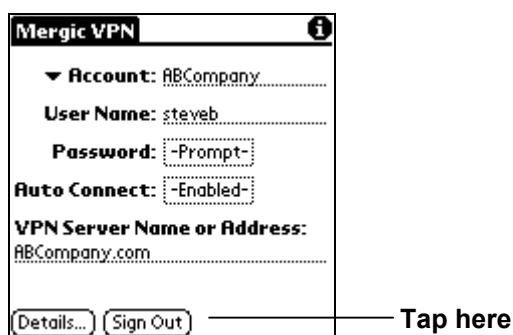 Mergic VPN
Account: ABCompany
User Name: steveb
Password: -Prompt-
Auto Connect: -Enabled-
VPN Server Name or Address:
ABCompany.com
Details... Sign Out Tap here